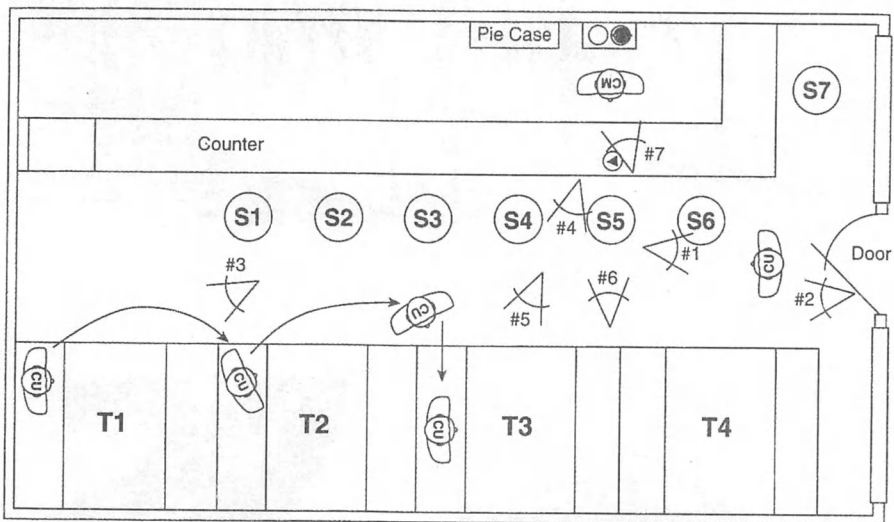 Pie Case
CM
S7
Counter
#7
S1
S2
S3
S4
#4
S5
S6
#1
CU
Door
#3
#2
#6
#5
CU
CU
CU
CU
T1
T2
T3
T4